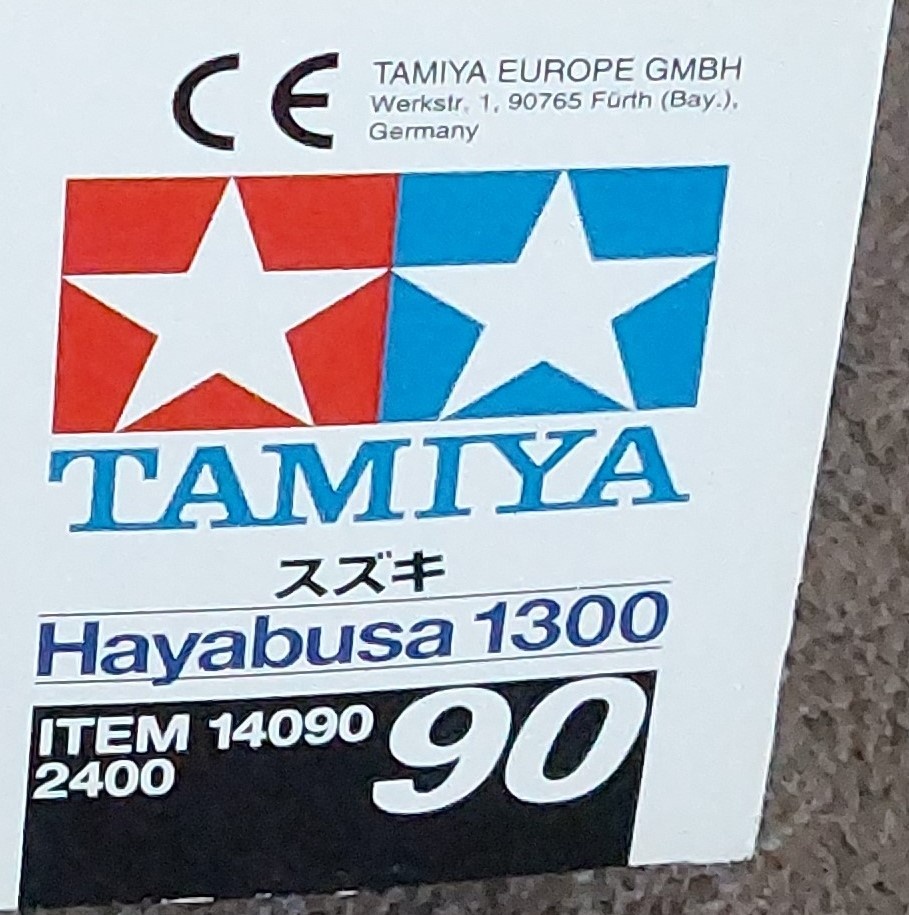 CE
TAMIYA EUROPE GMBH
Werkstr. 1, 90765 Fürth (Bay.),
Germany
TAMIYA
スズキ
Hayabusa 1300
ITEM 14090
2400
90